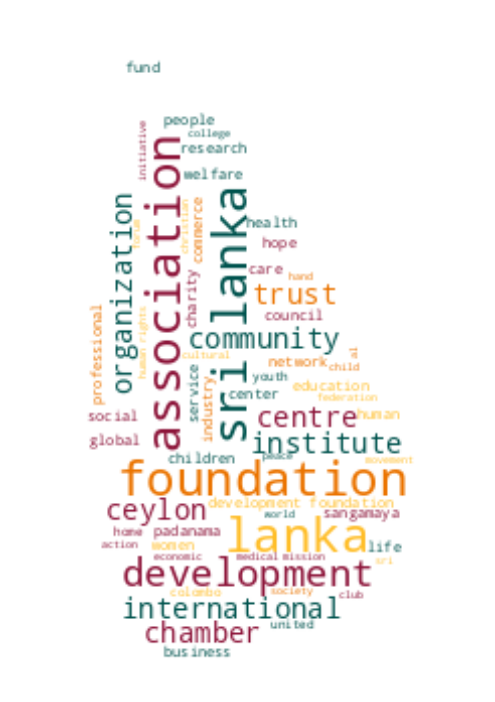 fund
people
college
initiative
research
association
welfare
sri lanka
organization
christian
commerce
forum
health
hope
care
hand
charity
trust
human rights
professional
council
community
cultural
al
network
child
youth
service
industry
center
education
federation
social
centre
human
global
institute
children
peace
movement
foundation
ceylon
development foundation
world
sangamaya
home
padanama
lanka
action
women
life
economic
medical mission
sri
development
colombo
society
club
international
chamber
united
business